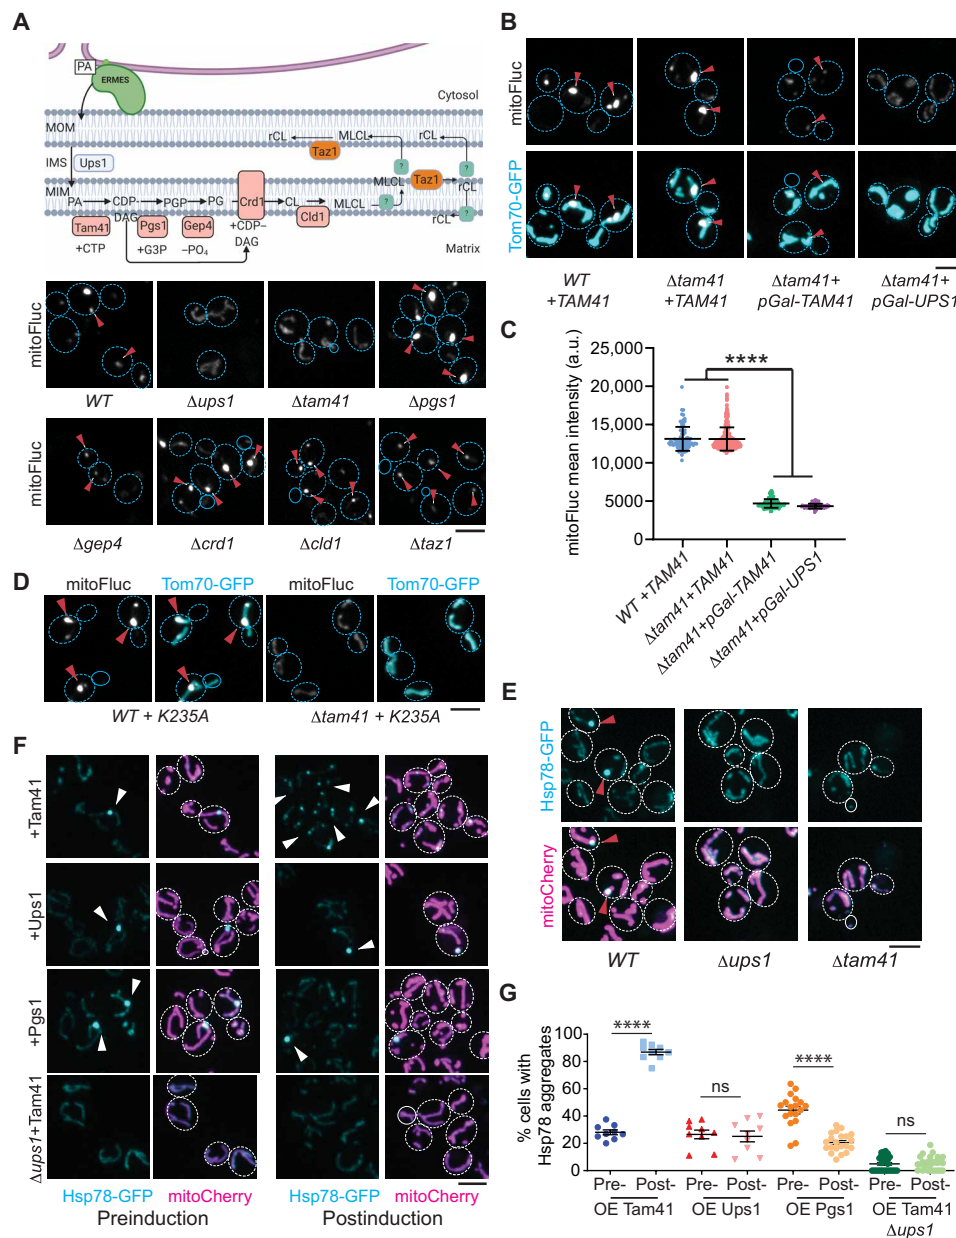 A
PA
ERMES
Cytosol
MOM
rCL
MLCL
rCL
Taz1
IMS
Ups1
?
?
MIM
MLCL
Taz1
rCL
PA
CDP-
DAG
PGP
PG
Crd1
CL
MLCL
?
rCL
?
Tam41
Pgs1
Gep4
Cld1
+CTP
+G3P
−PO₄
+CDP−
DAG
Matrix
mitoFluc
WT
Δups1
Δtam41
Δpgs1
mitoFluc
Δgep4
Δcrd1
Δcld1
Δtaz1
B
mitoFluc
Tom70-GFP
WT
+TAM41
Δtam41
+TAM41
Δtam41+
pGal-TAM41
Δtam41+
pGal-UPS1
C
mitoFluc mean intensity (a.u.)
25,000
20,000
15,000
10,000
5000
0
****
WT +TAM41
Δtam41+TAM41
Δtam41+pGal-TAM41
Δtam41+pGal-UPS1
D
mitoFluc
Tom70-GFP
mitoFluc
Tom70-GFP
WT + K235A
Δtam41 + K235A
E
Hsp78-GFP
mitoCherry
WT
Δups1
Δtam41
F
+Tam41
+Ups1
+Pgs1
Δups1+Tam41
Hsp78-GFP
mitoCherry
Hsp78-GFP
mitoCherry
Preinduction
Postinduction
G
% cells with
Hsp78 aggregates
100
80
60
40
20
0
****
ns
****
ns
Pre-
Post-
Pre-
Post-
Pre-
Post-
Pre-
Post-
OE Tam41
OE Ups1
OE Pgs1
OE Tam41
Δups1